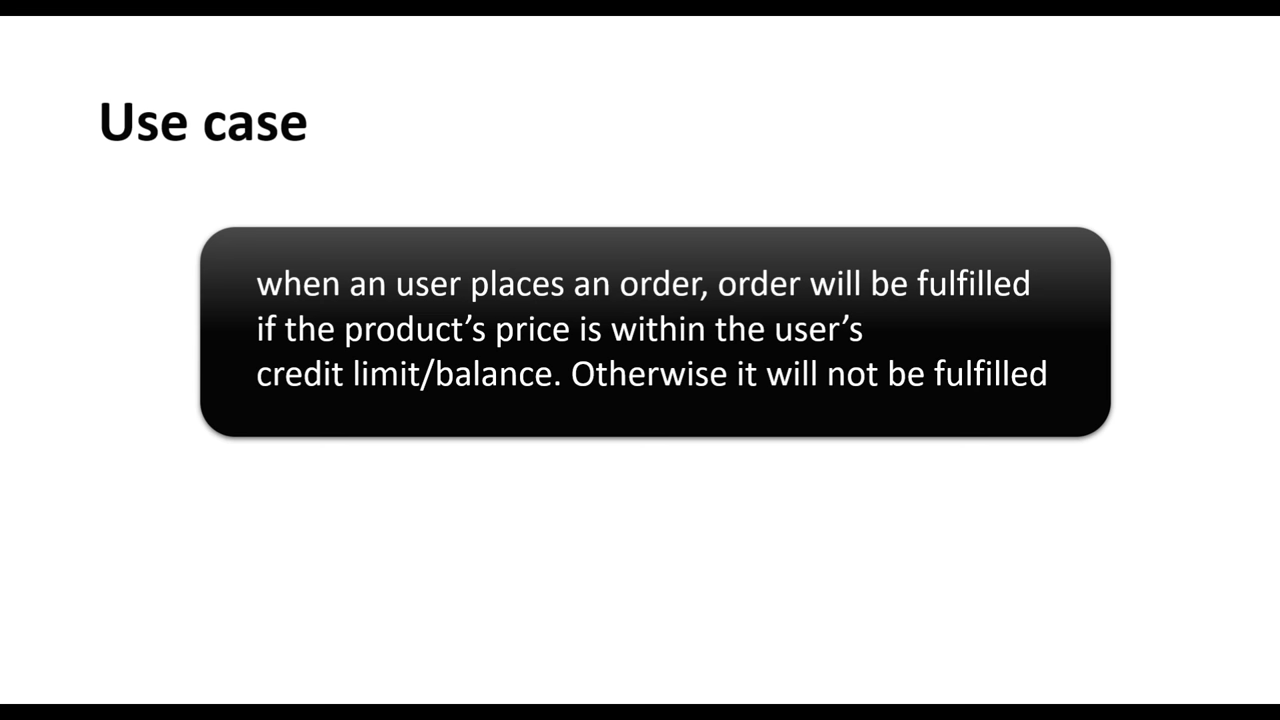 Use case
when an user places an order, order will be fulfilled
if the product’s price is within the user’s
credit limit/balance. Otherwise it will not be fulfilled